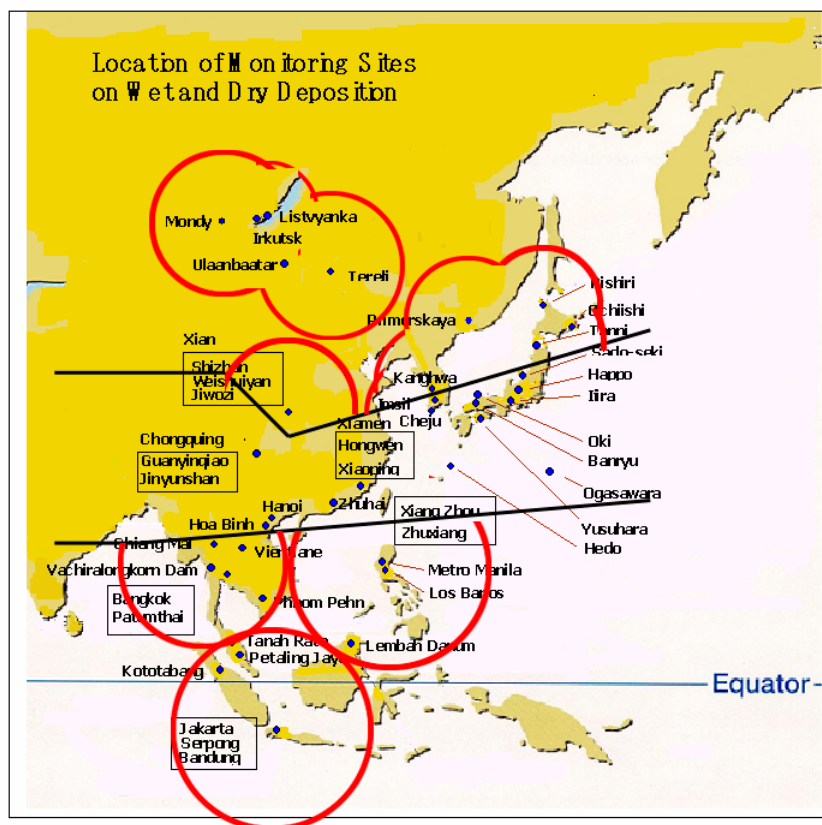 Location of Monitoring Sites
on Wet and Dry Deposition
Mondy
Listvyanka
Irkutsk
Ulaanbaatar
Tereli
Rishiri
Ochiishi
Primorskaya
Tappi
Xian
Sado-seki
Shizhan
Weishuiyan
Jiwozi
Kanghwa
Happo
Imsil
Ijira
Xiamen
Cheju
Oki
Chongquing
Hongwen
Banryu
Guanyinqiao
Xiaoping
Jinyunshan
Ogasawara
Hanoi
Zhuhai
Xiang Zhou
Yusuhara
Hoa Binh
Zhuxiang
Hedo
Chiang Mai
Vientiane
Vachiralongkorn Dam
Metro Manila
Bangkok
Phnom Pehn
Los Banos
Patumthai
Tanah Rata
Lembah Danum
Petaling Jaya
Kototabang
Equator
Jakarta
Serpong
Bandung